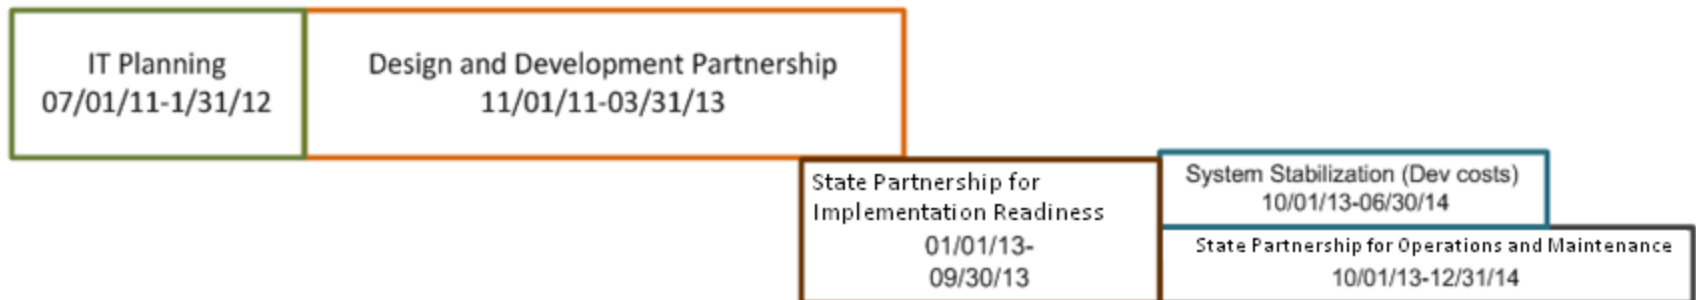 IT Planning
07/01/11-1/31/12
Design and Development Partnership
11/01/11-03/31/13
State Partnership for
Implementation Readiness
01/01/13-
09/30/13
System Stabilization (Dev costs)
10/01/13-06/30/14
State Partnership for Operations and Maintenance
10/01/13-12/31/14